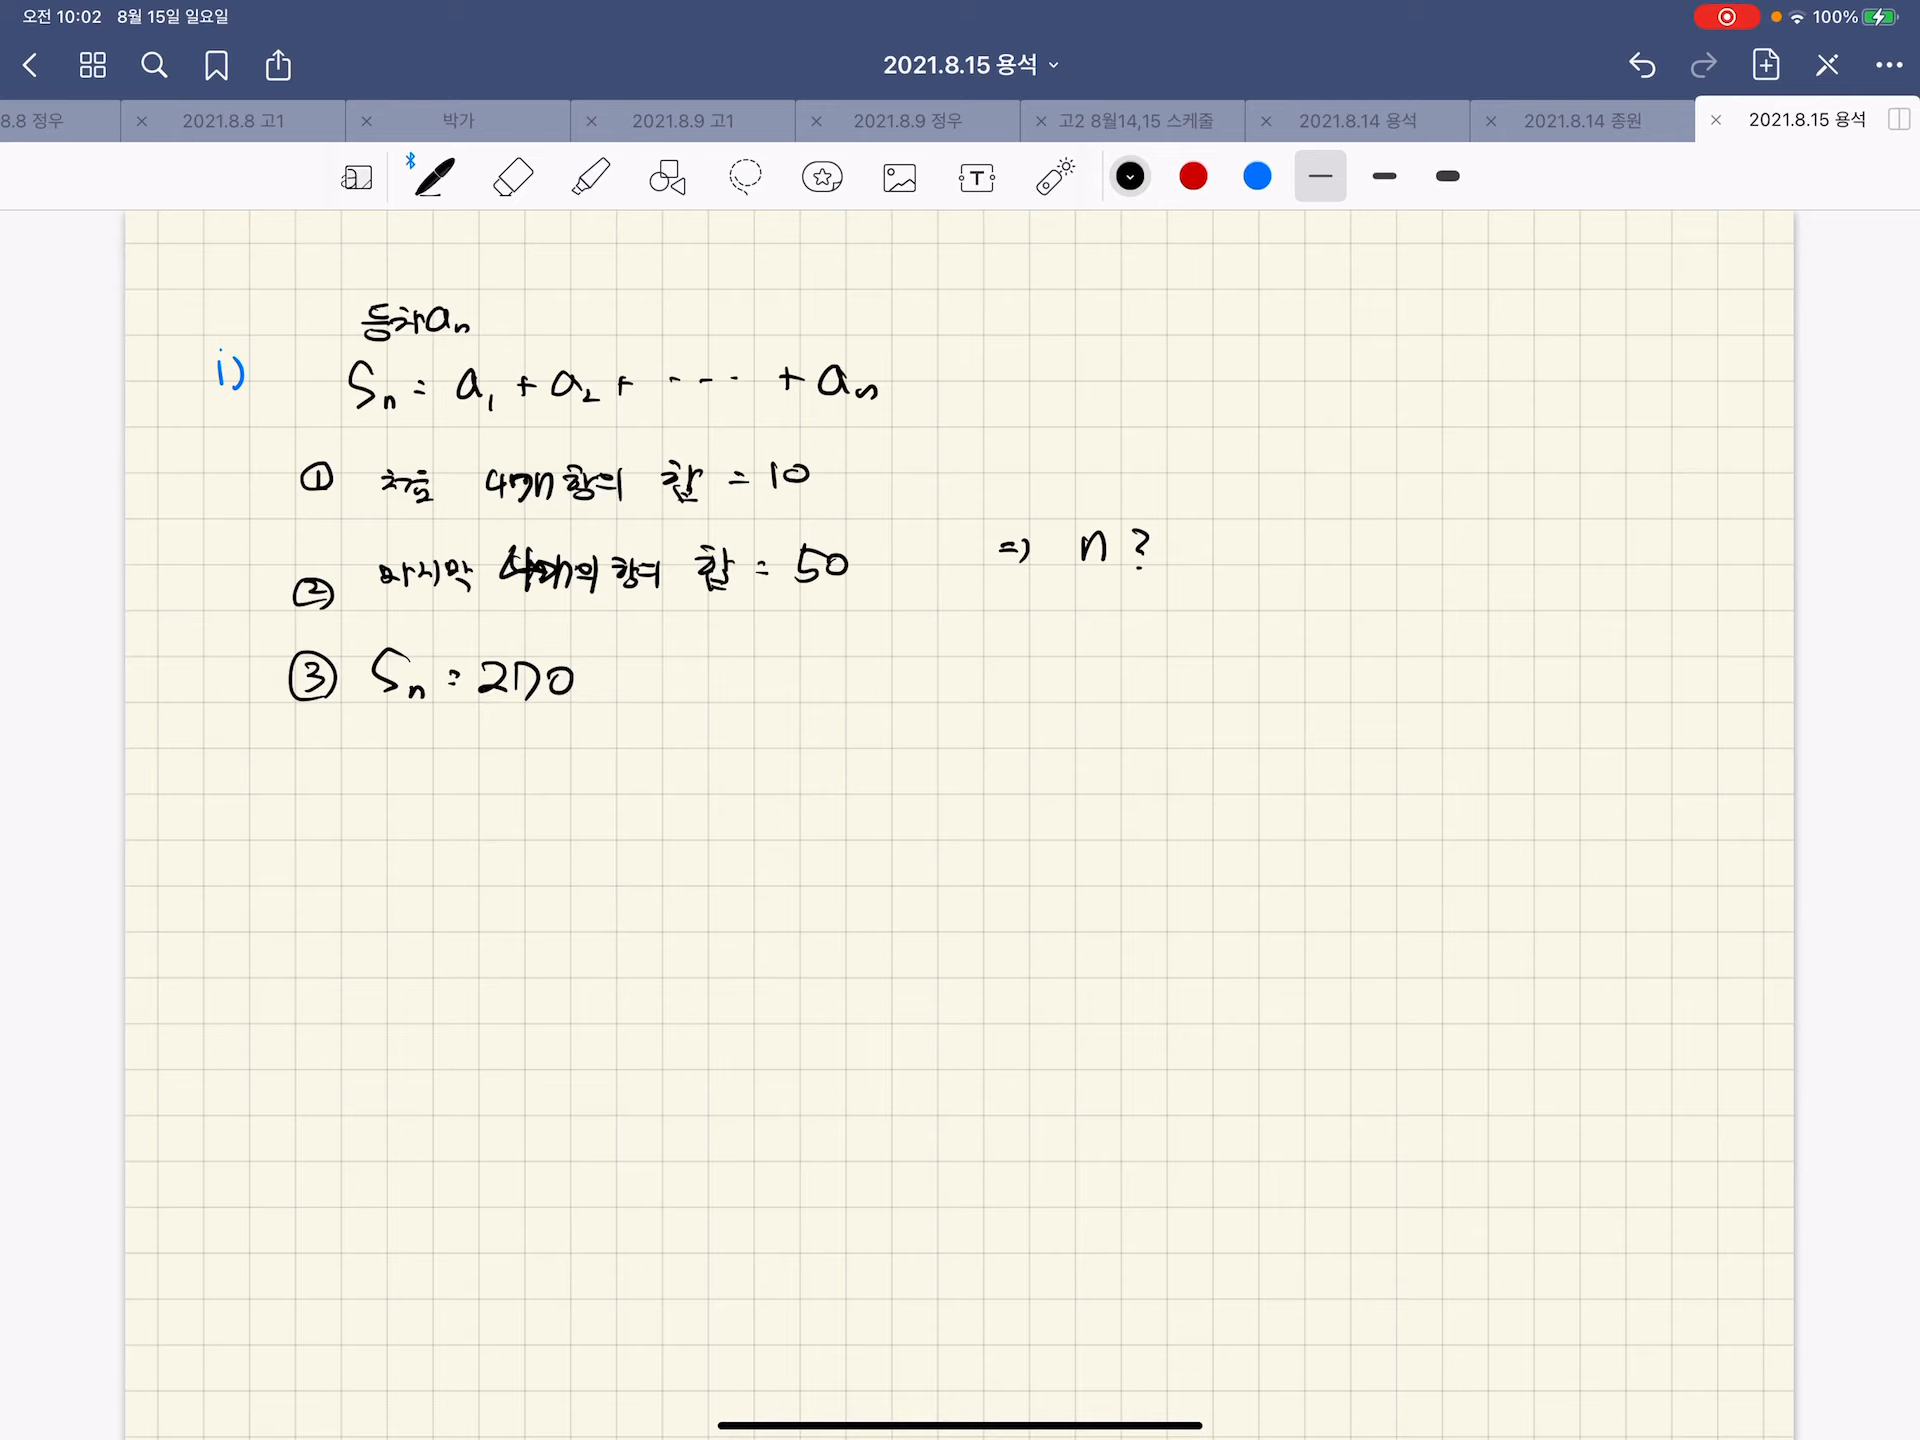 오전 10:02 8월 15일 일요일
100%
2021.8.15 용석
8.8 정우
2021.8.8 고1
박가
2021.8.9 고1
2021.8.9 정우
고2 8월14,15 스케줄
2021.8.14 용석
2021.8.14 종원
2021.8.15 용석
등차 aₙ
i) Sₙ = a₁ + a₂ + ---- + aₙ
① 처음 4개 항의 합 = 10
② 마지막 4개의 항의 합 = 50 ⇒ n ?
③ Sₙ = 270